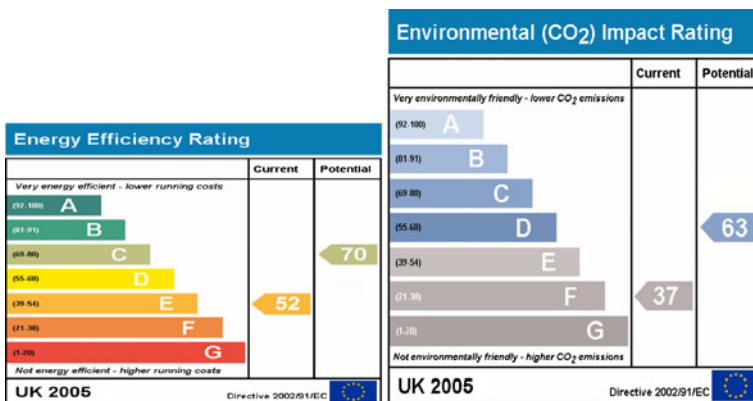 Energy Efficiency Rating
Current Potential
Very energy efficient - lower running costs
(92-100) A
(81-91) B
(69-80) C 70
(55-68) D
(39-54) E 52
(21-38) F
(1-20) G
Not energy efficient - higher running costs
UK 2005 Directive 2002/91/EC
Environmental (CO2) Impact Rating
Current Potential
Very environmentally friendly - lower CO2 emissions
(92-100) A
(81-91) B
(69-80) C
(55-68) D 63
(39-54) E
(21-38) F 37
(1-20) G
Not environmentally friendly - higher CO2 emissions
UK 2005 Directive 2002/91/EC